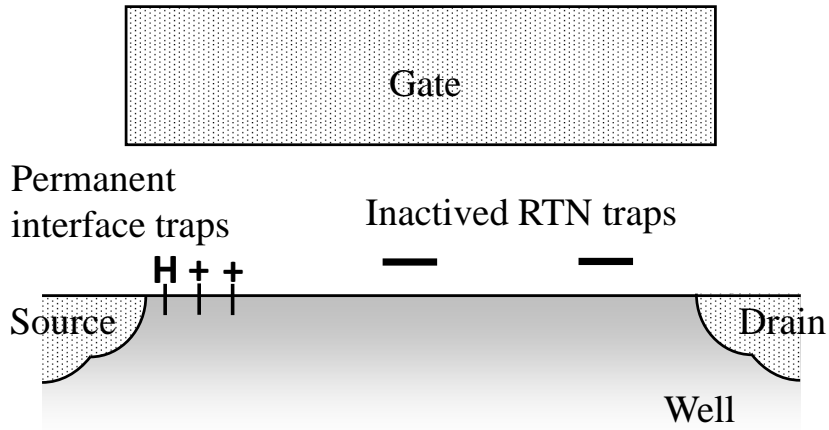 Gate
Permanent
interface traps
Inactived RTN traps
H + +
Source
Drain
Well